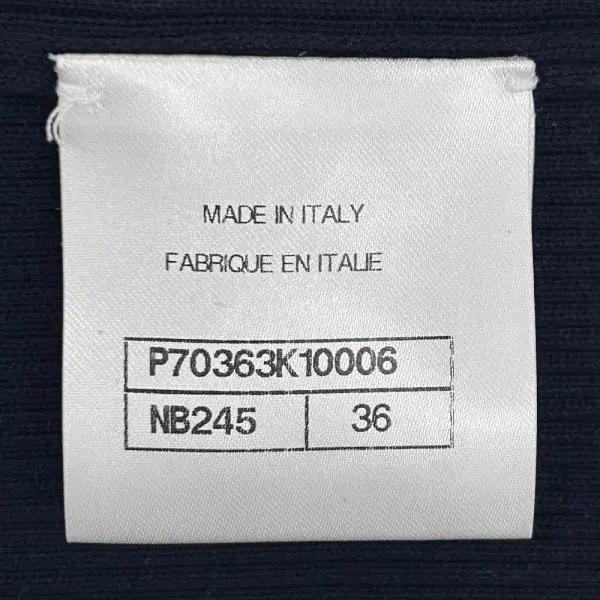 MADE IN ITALY
FABRIQUE EN ITALIE
P70363K10006
NB245 36